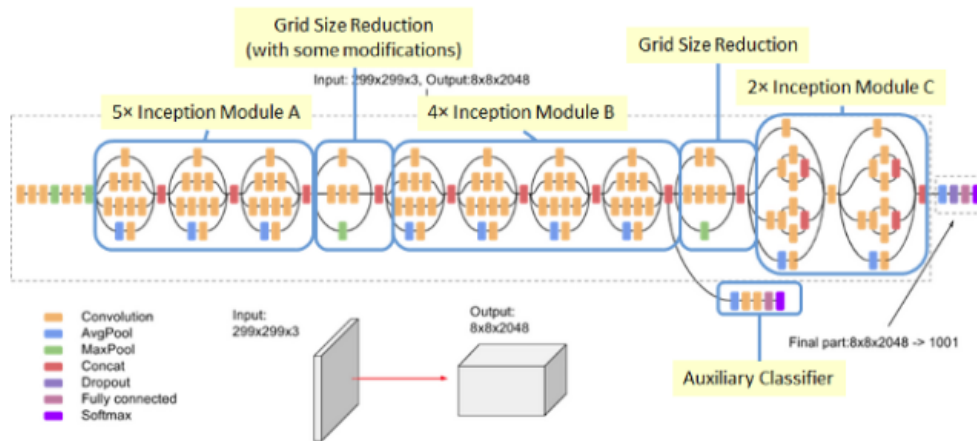 Grid Size Reduction
(with some modifications)
Grid Size Reduction
Input: 299x299x3, Output:8x8x2048
5× Inception Module A
4× Inception Module B
2× Inception Module C
Convolution
AvgPool
MaxPool
Concat
Dropout
Fully connected
Softmax
Input:
299x299x3
Output:
8x8x2048
Final part:8x8x2048 -> 1001
Auxiliary Classifier